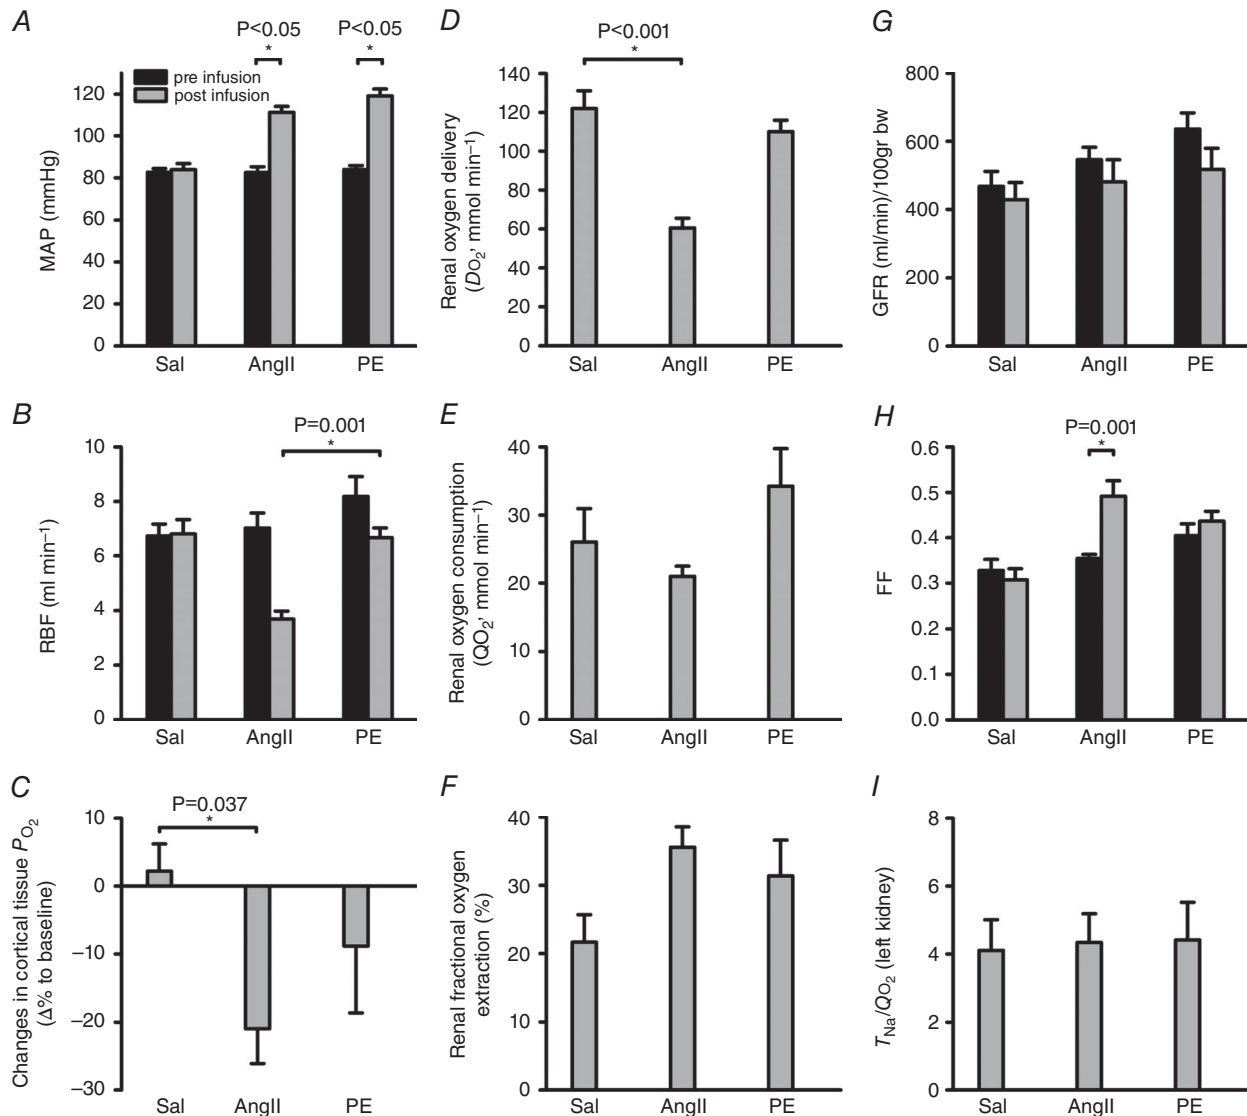 A
P<0.05
*
P<0.05
*
pre infusion
post infusion
MAP (mmHg)
120
100
80
60
40
20
0
Sal
AngII
PE
B
P=0.001
*
RBF (ml min⁻¹)
10
8
6
4
2
0
Sal
AngII
PE
C
P=0.037
*
Changes in cortical tissue PO₂
(Δ% to baseline)
10
0
−10
−20
−30
Sal
AngII
PE
D
P<0.001
*
Renal oxygen delivery
(DO₂, mmol min⁻¹)
140
120
100
80
60
40
20
0
Sal
AngII
PE
E
Renal oxygen consumption
(QO₂, mmol min⁻¹)
40
30
20
10
0
Sal
AngII
PE
F
Renal fractional oxygen
extraction (%)
40
30
20
10
0
Sal
AngII
PE
G
GFR (ml/min)/100gr bw
800
600
400
200
0
Sal
AngII
PE
H
P=0.001
*
FF
0.6
0.5
0.4
0.3
0.2
0.1
0.0
Sal
AngII
PE
I
TNa/QO₂ (left kidney)
8
6
4
2
0
Sal
AngII
PE